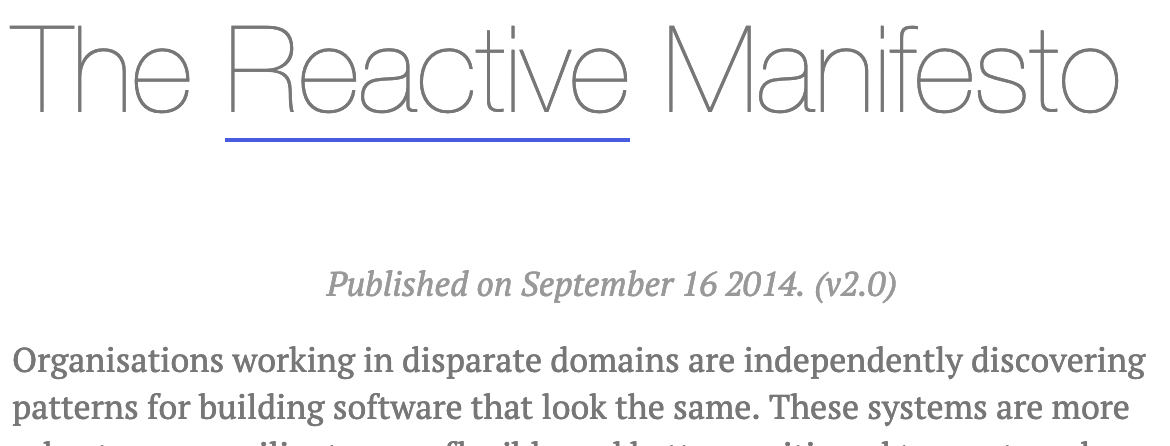 The Reactive Manifesto
Published on September 16 2014. (v2.0)
Organisations working in disparate domains are independently discovering
patterns for building software that look the same. These systems are more